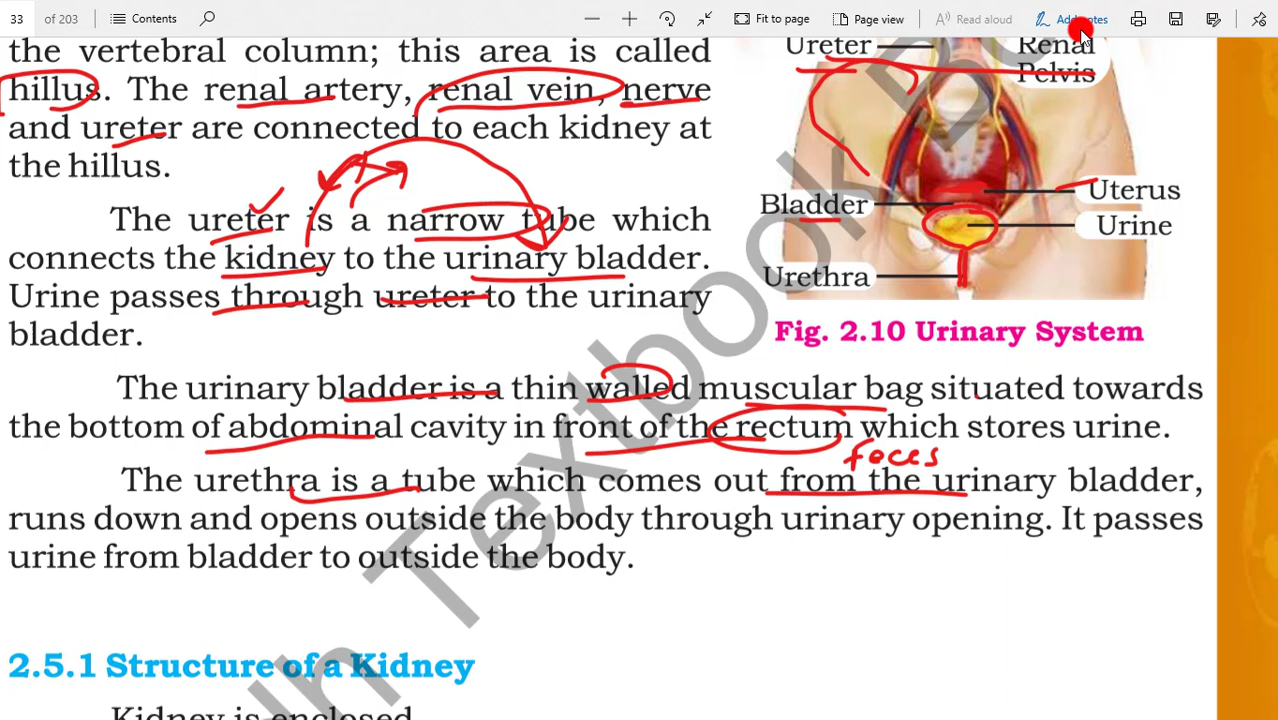 33 of 203 Contents Fit to page Page view Read aloud Add notes
the vertebral column; this area is called
hillus. The renal artery, renal vein, nerve
and ureter are connected to each kidney at
the hillus.
The ureter is a narrow tube which
connects the kidney to the urinary bladder.
Urine passes through ureter to the urinary
bladder.
Ureter
Renal
Pelvis
Uterus
Bladder
Urine
Urethra
Fig. 2.10 Urinary System
The urinary bladder is a thin walled muscular bag situated towards
the bottom of abdominal cavity in front of the rectum which stores urine.
feces
The urethra is a tube which comes out from the urinary bladder,
runs down and opens outside the body through urinary opening. It passes
urine from bladder to outside the body.
2.5.1 Structure of a Kidney
Kidney is enclosed
Textbook